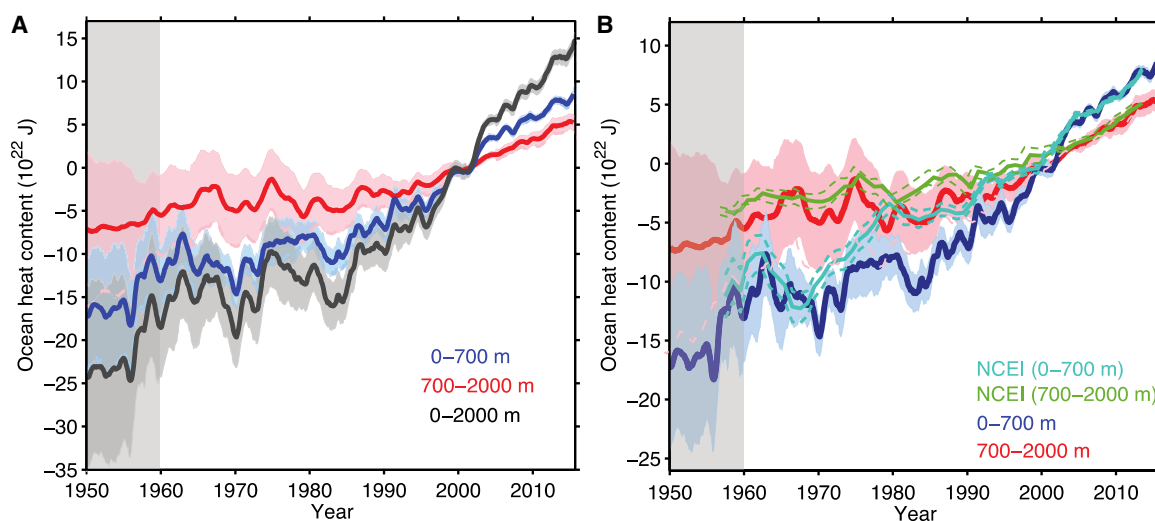 A
Ocean heat content (10²² J)
15
10
5
0
−5
−10
−15
−20
−25
−30
−35
1950 1960 1970 1980 1990 2000 2010
Year
0−700 m
700−2000 m
0−2000 m
B
Ocean heat content (10²² J)
10
5
0
−5
−10
−15
−20
−25
1950 1960 1970 1980 1990 2000 2010
Year
NCEI (0−700 m)
NCEI (700−2000 m)
0−700 m
700−2000 m